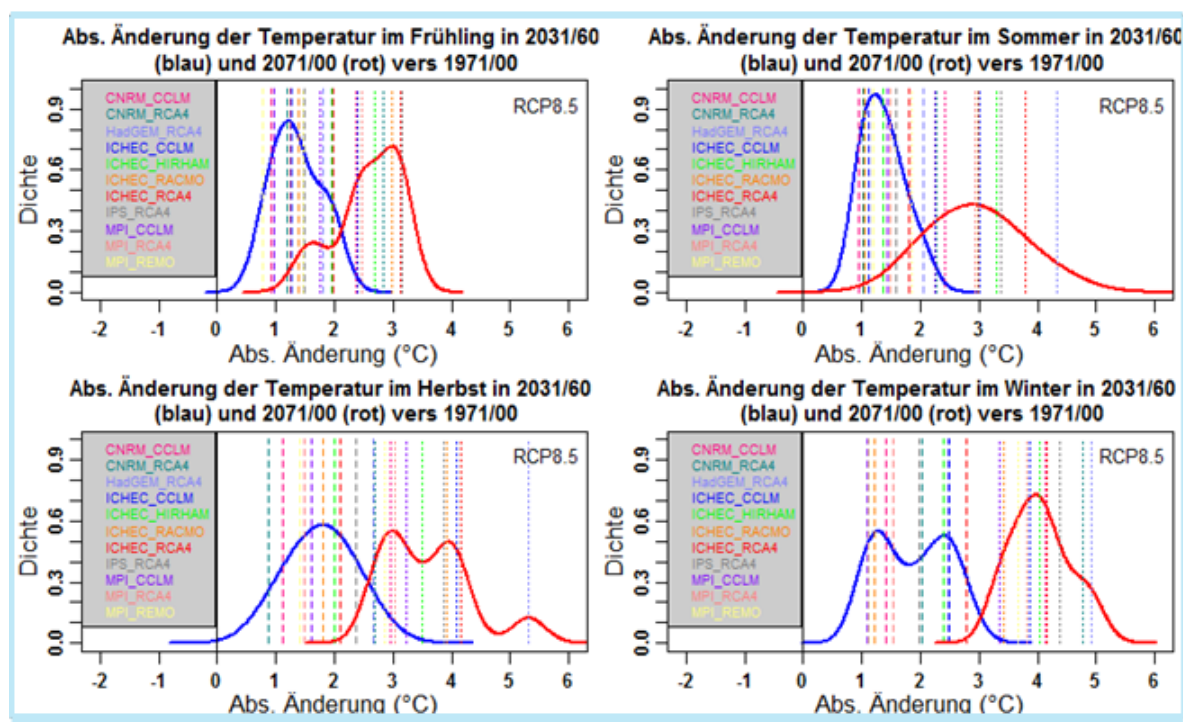 Abs. Änderung der Temperatur im Frühling in 2031/60
(blau) und 2071/00 (rot) vers 1971/00
RCP8.5
CNRM_CCLM
CNRM_RCA4
HadGEM_RCA4
ICHEC_CCLM
ICHEC_HIRHAM
ICHEC_RACMO
ICHEC_RCA4
IPS_RCA4
MPI_CCLM
MPI_RCA4
MPI_REMO
Dichte
0.9
0.6
0.3
0.0
-2 -1 0 1 2 3 4 5 6
Abs. Änderung (°C)
Abs. Änderung der Temperatur im Sommer in 2031/60
(blau) und 2071/00 (rot) vers 1971/00
RCP8.5
CNRM_CCLM
CNRM_RCA4
HadGEM_RCA4
ICHEC_CCLM
ICHEC_HIRHAM
ICHEC_RACMO
ICHEC_RCA4
IPS_RCA4
MPI_CCLM
MPI_RCA4
MPI_REMO
Dichte
0.9
0.6
0.3
0.0
-2 -1 0 1 2 3 4 5 6
Abs. Änderung (°C)
Abs. Änderung der Temperatur im Herbst in 2031/60
(blau) und 2071/00 (rot) vers 1971/00
RCP8.5
CNRM_CCLM
CNRM_RCA4
HadGEM_RCA4
ICHEC_CCLM
ICHEC_HIRHAM
ICHEC_RACMO
ICHEC_RCA4
IPS_RCA4
MPI_CCLM
MPI_RCA4
MPI_REMO
Dichte
0.9
0.6
0.3
0.0
-2 -1 0 1 2 3 4 5 6
Abs. Änderung (°C)
Abs. Änderung der Temperatur im Winter in 2031/60
(blau) und 2071/00 (rot) vers 1971/00
RCP8.5
CNRM_CCLM
CNRM_RCA4
HadGEM_RCA4
ICHEC_CCLM
ICHEC_HIRHAM
ICHEC_RACMO
ICHEC_RCA4
IPS_RCA4
MPI_CCLM
MPI_RCA4
MPI_REMO
Dichte
0.9
0.6
0.3
0.0
-2 -1 0 1 2 3 4 5 6
Abs. Änderung (°C)